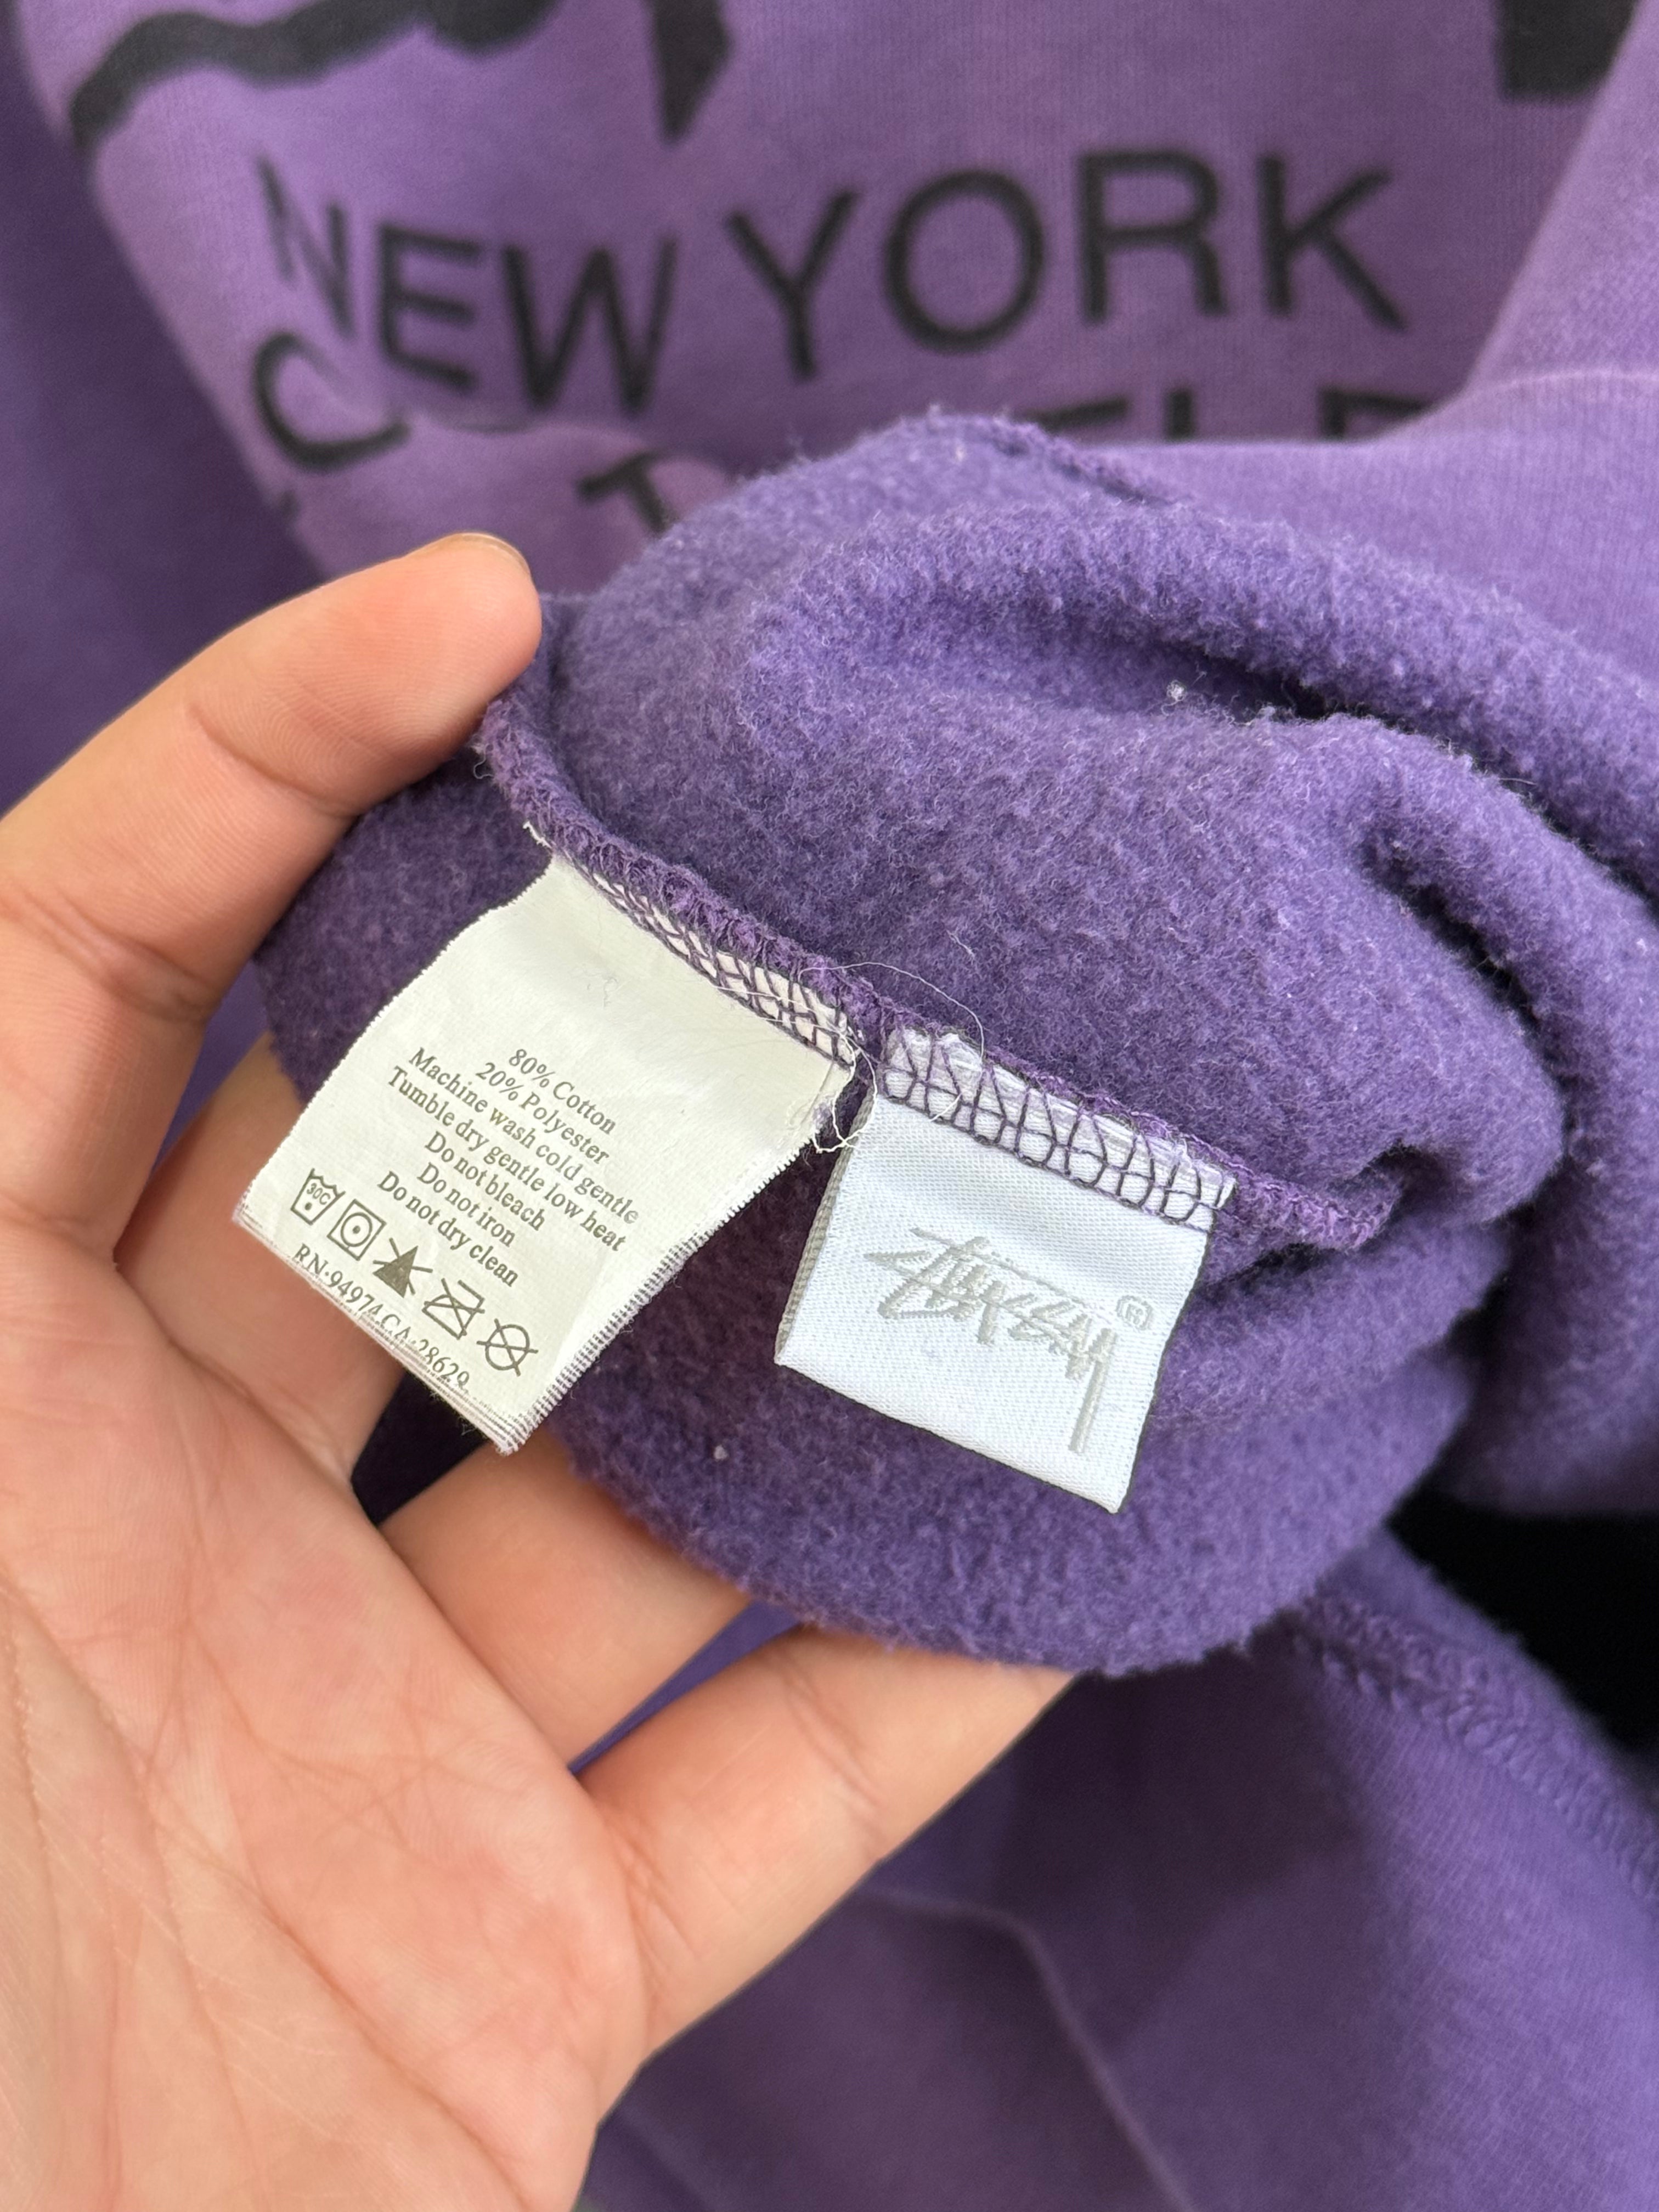 NEW YORK
80% Cotton
20% Polyester
Machine wash cold gentle
Tumble dry gentle low heat
Do not bleach
Do not iron
Do not dry clean
30C
RN:94974 CA:28629
Stüssy ®